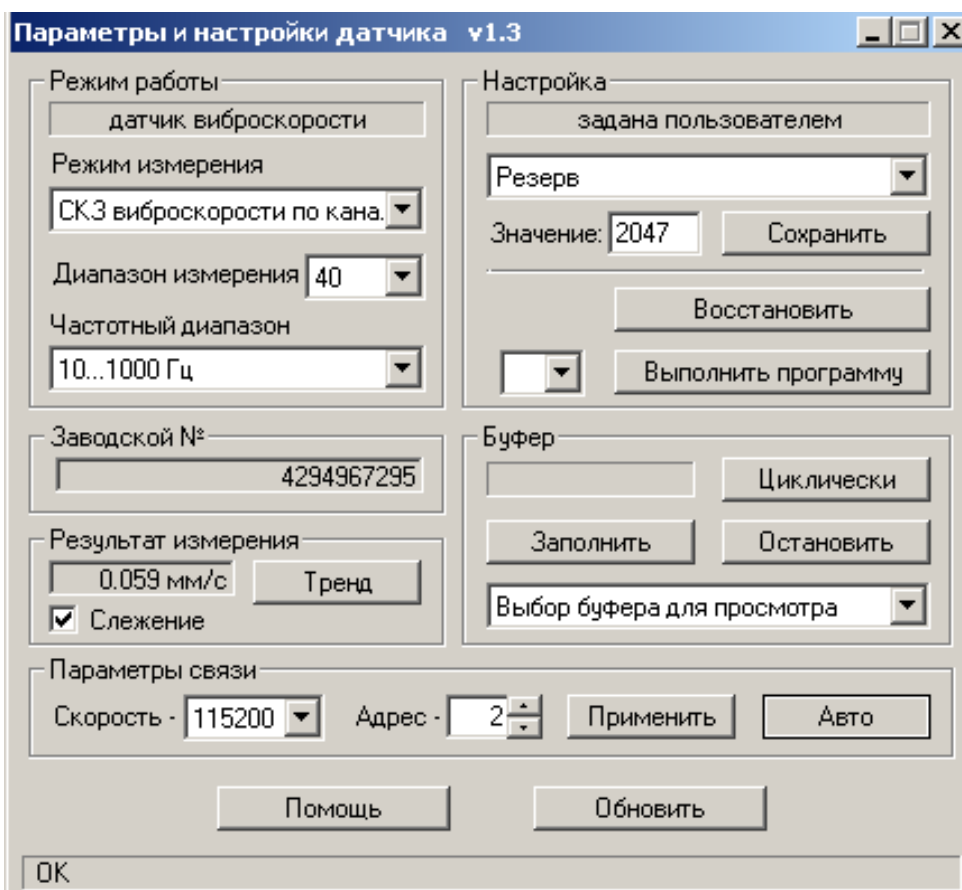 Параметры и настройки датчика v1.3
Режим работы
датчик виброскорости
Режим измерения
СКЗ виброскорости по кана.
Диапазон измерения 40
Частотный диапазон
10...1000 Гц
Настройка
задана пользователем
Резерв
Значение: 2047 Сохранить
Восстановить
Выполнить программу
Заводской №
4294967295
Результат измерения
0.059 мм/с Тренд
Слежение
Буфер
Циклически
Заполнить Остановить
Выбор буфера для просмотра
Параметры связи
Скорость - 115200 Адрес - 2 Применить Авто
Помощь Обновить
OK